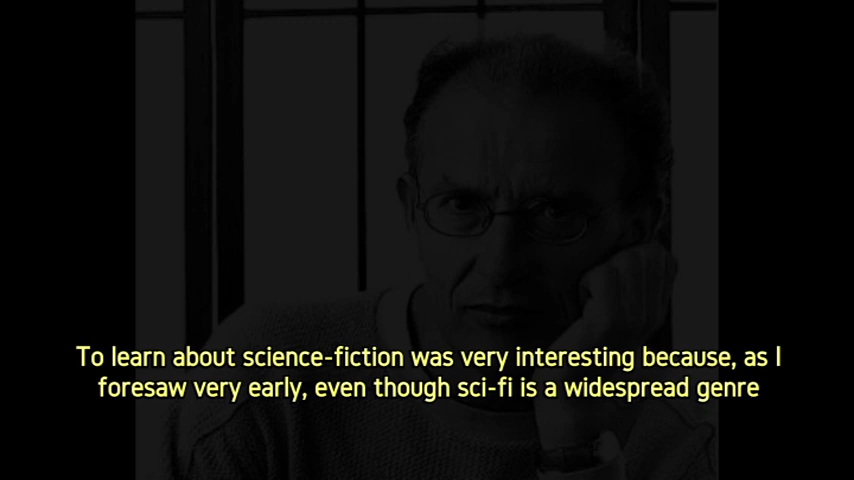 To learn about science-fiction was very interesting because, as I
foresaw very early, even though sci-fi is a widespread genre